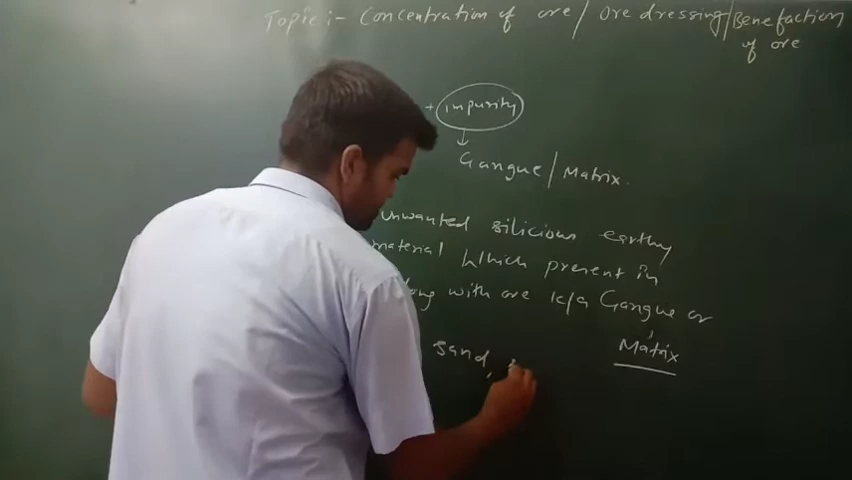 Topic:- Concentration of ore / Ore dressing / Benefaction
of ore
+ impurity
↓
Gangue/Matrix.
unwanted silicious earthy
material which present in
with ore k/a Gangue or
Matrix
sand,